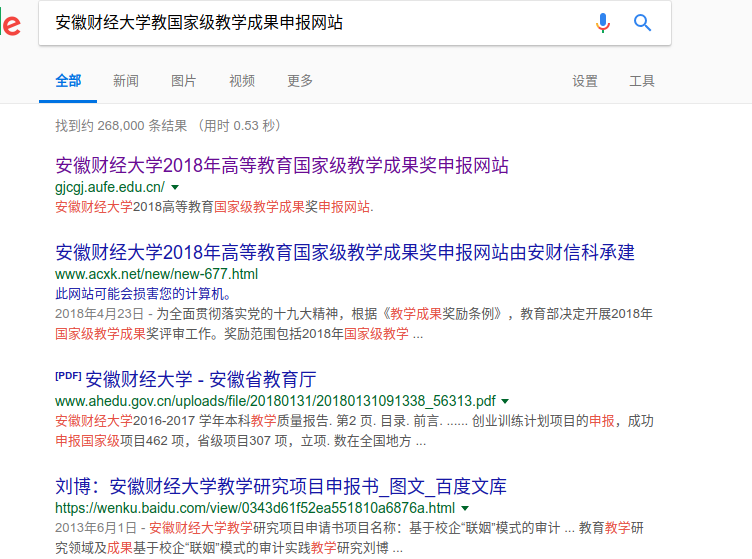 le
安徽财经大学教国家级教学成果申报网站
全部 新闻 图片 视频 更多 设置 工具
找到约 268,000 条结果 （用时 0.53 秒）
安徽财经大学2018年高等教育国家级教学成果奖申报网站
gjcgj.aufe.edu.cn/
安徽财经大学2018高等教育国家级教学成果奖申报网站.
安徽财经大学2018年高等教育国家级教学成果奖申报网站由安财信科承建
www.acxk.net/new/new-677.html
此网站可能会损害您的计算机。
2018年4月23日 - 为全面贯彻落实党的十九大精神，根据《教学成果奖励条例》，教育部决定开展2018年
国家级教学成果奖评审工作。奖励范围包括2018年国家级教学 ...
[PDF] 安徽财经大学 - 安徽省教育厅
www.ahedu.gov.cn/uploads/file/20180131/20180131091338_56313.pdf
安徽财经大学2016-2017 学年本科教学质量报告. 第2 页. 目录. 前言. ...... 创业训练计划项目的申报，成功
申报国家级项目462 项，省级项目307 项，立项. 数在全国地方 ...
刘博：安徽财经大学教学研究项目申报书_图文_百度文库
https://wenku.baidu.com/view/0343d61f52ea551810a6876a.html
2013年6月1日 - 安徽财经大学教学研究项目申请书项目名称：基于校企“联姻”模式的审计 ... 教育教学研
究领域及成果基于校企“联姻”模式的审计实践教学研究刘博 ...